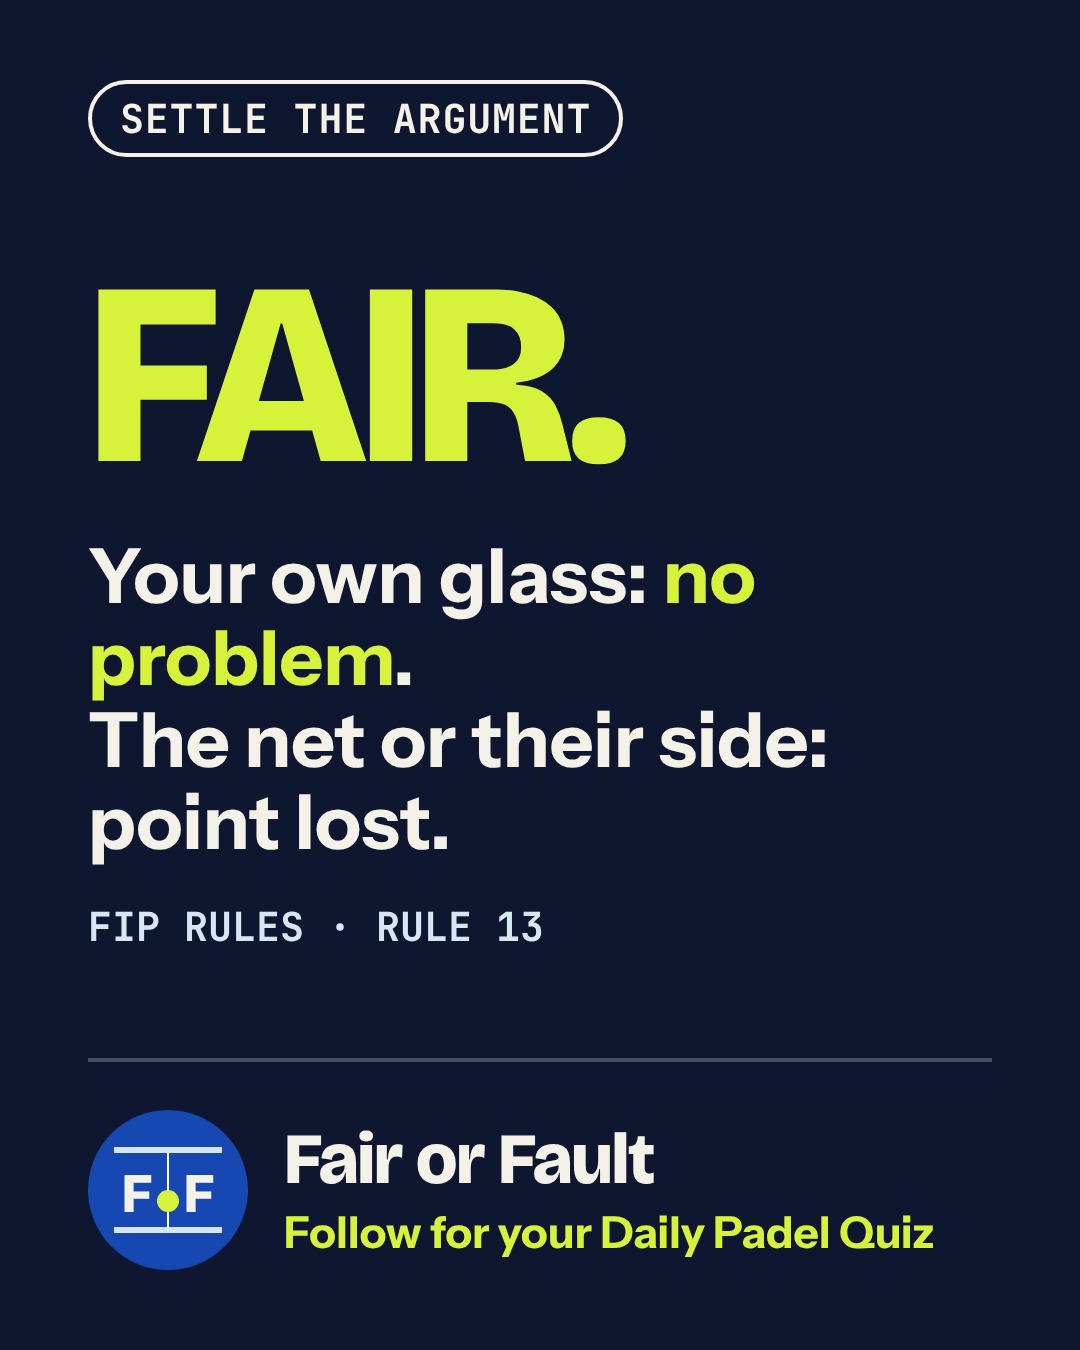 SETTLE THE ARGUMENT
FAIR.
Your own glass: no
problem.
The net or their side:
point lost.
FIP RULES · RULE 13
F F
Fair or Fault
Follow for your Daily Padel Quiz